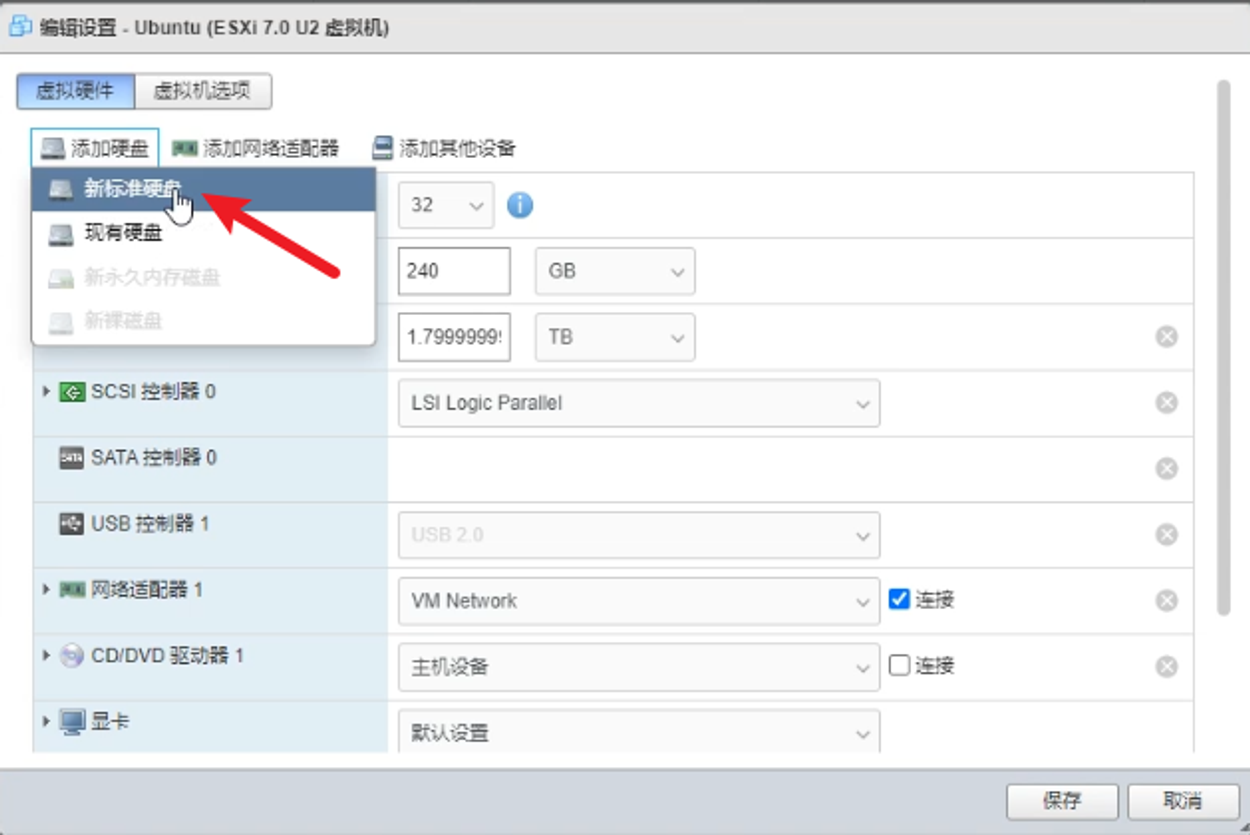 编辑设置 - Ubuntu (ESXi 7.0 U2 虚拟机)
虚拟硬件 虚拟机选项
添加硬盘 添加网络适配器 添加其他设备
新标准硬盘
现有硬盘
新永久内存磁盘
新裸磁盘
32
240 GB
1.7999999 TB
SCSI 控制器 0 LSI Logic Parallel
SATA 控制器 0
USB 控制器 1 USB 2.0
网络适配器 1 VM Network 连接
CD/DVD 驱动器 1 主机设备 连接
显卡 默认设置
保存 取消